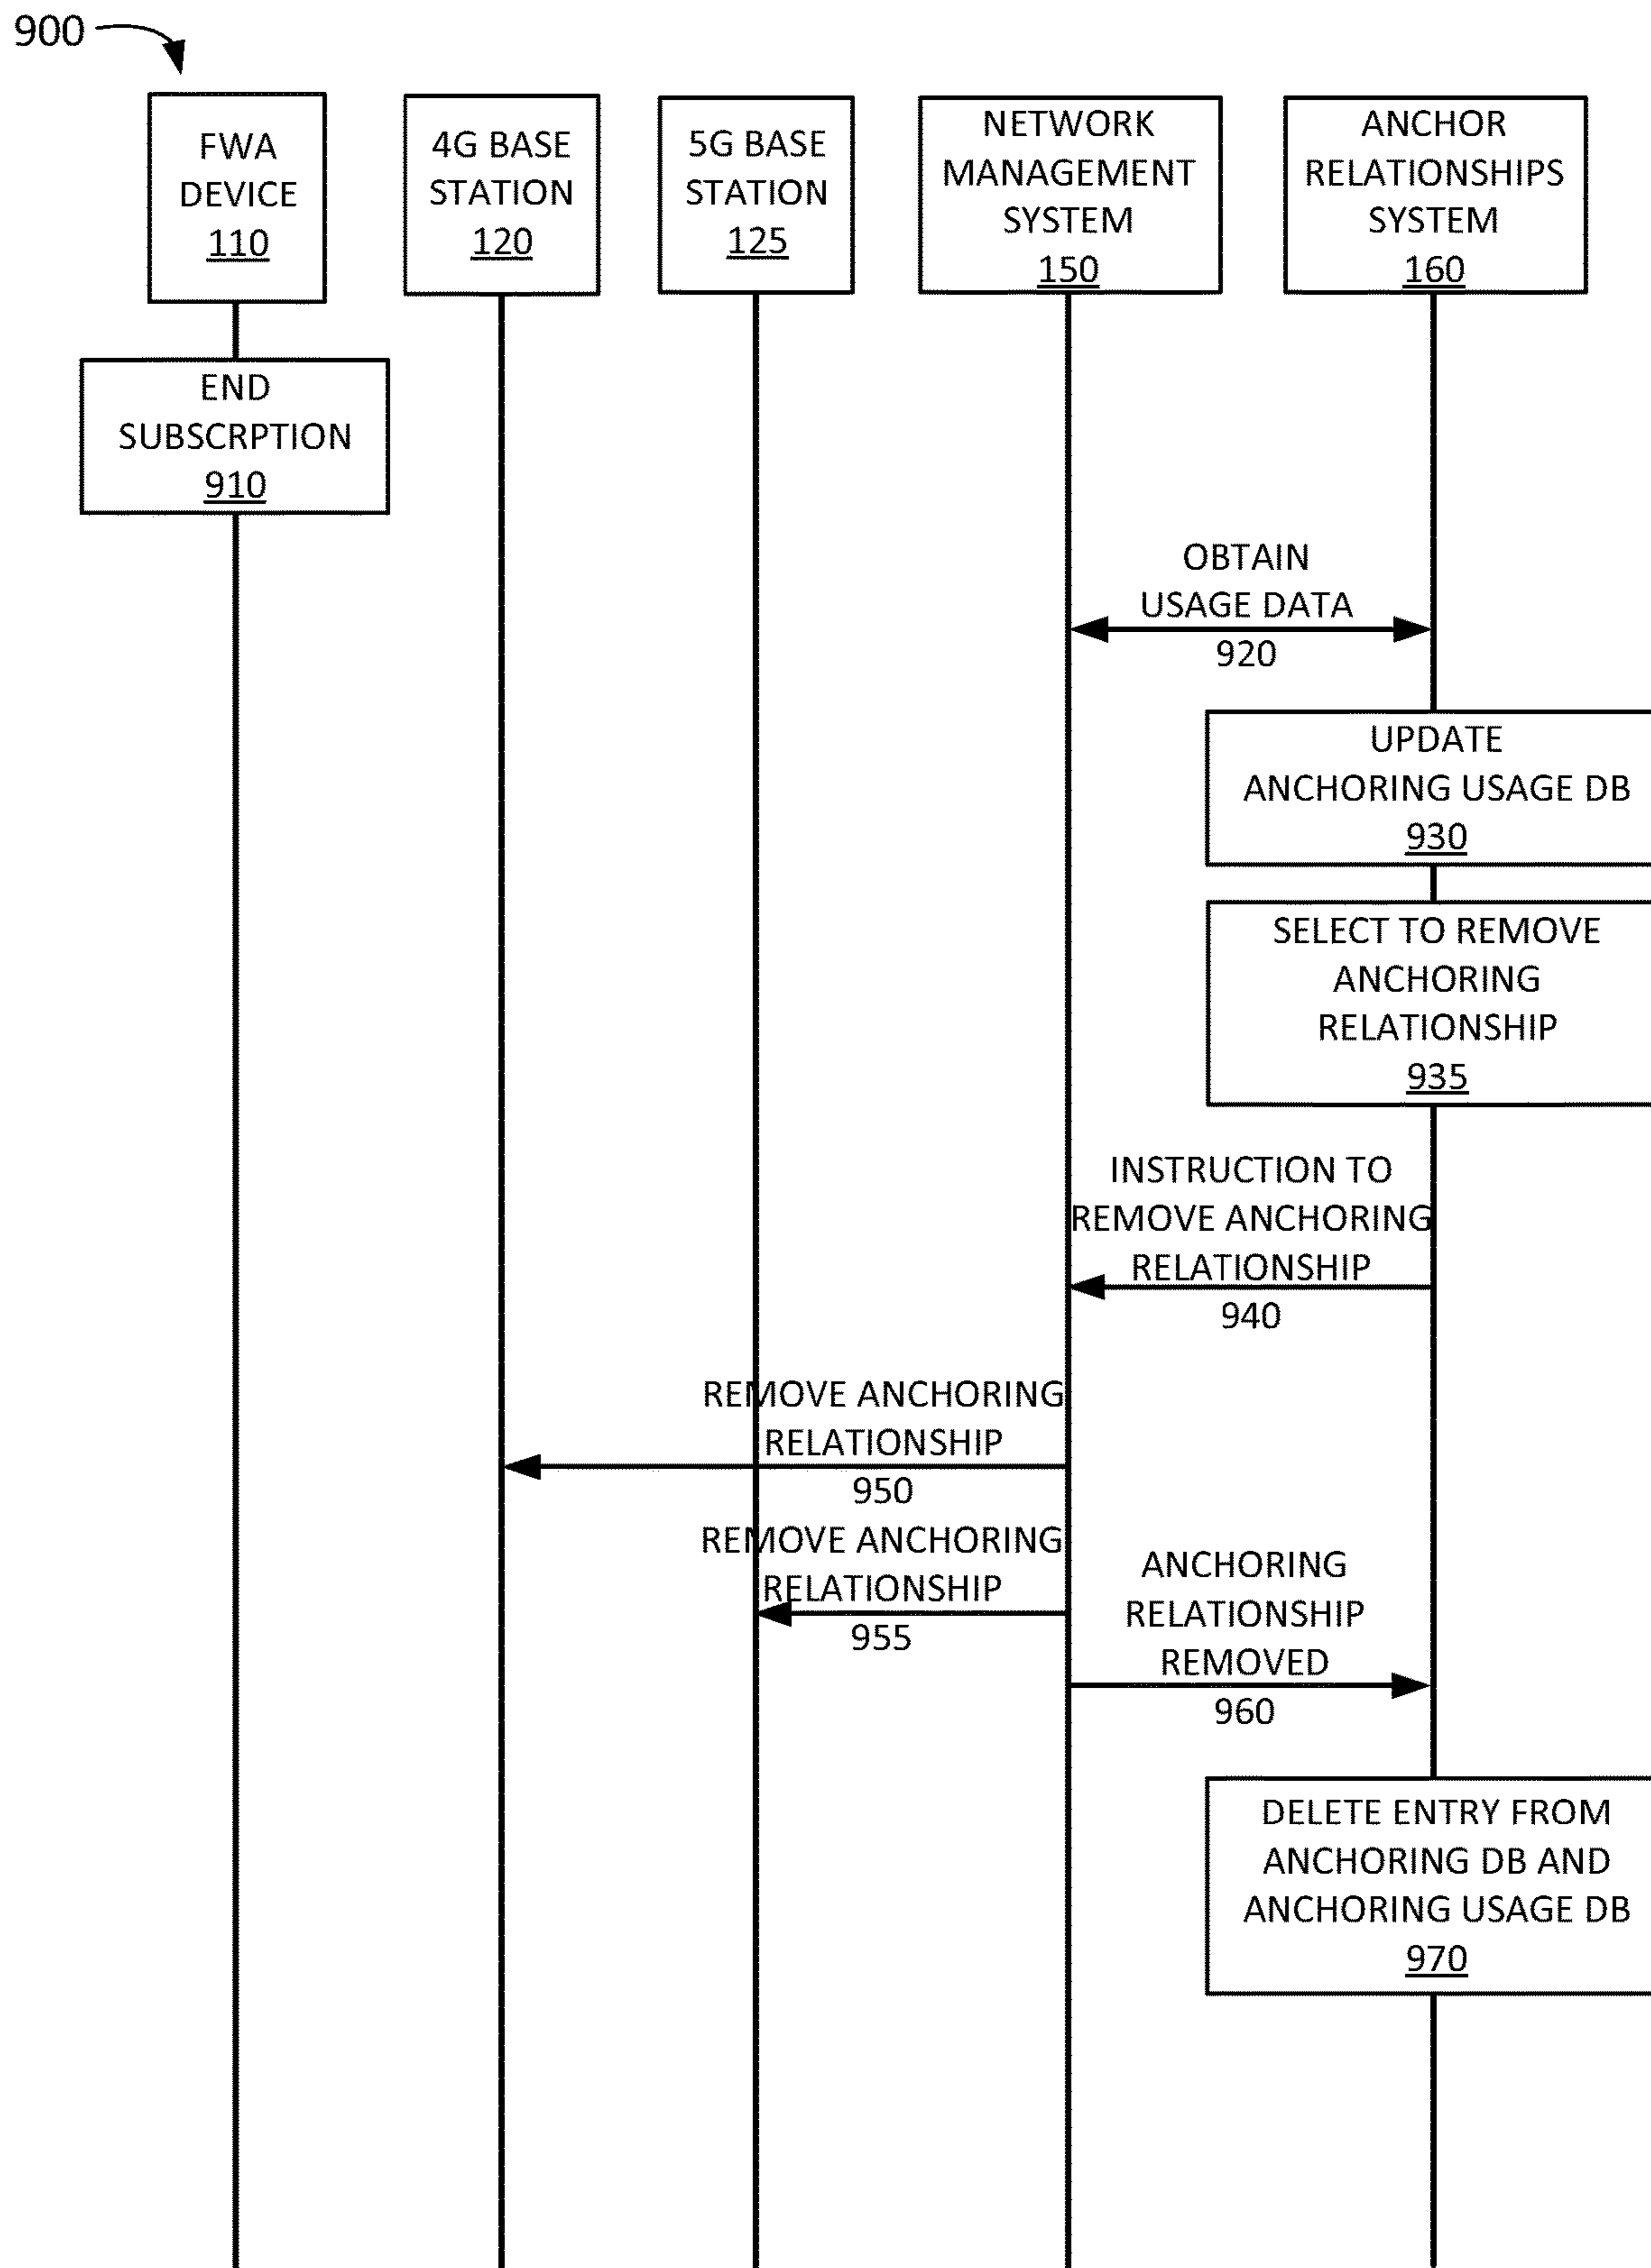 900
FWA
DEVICE
110
4G BASE
STATION
120
5G BASE
STATION
125
NETWORK
MANAGEMENT
SYSTEM
150
ANCHOR
RELATIONSHIPS
SYSTEM
160
END
SUBSCRPTION
910
OBTAIN
USAGE DATA
920
UPDATE
ANCHORING USAGE DB
930
SELECT TO REMOVE
ANCHORING
RELATIONSHIP
935
INSTRUCTION TO
REMOVE ANCHORING
RELATIONSHIP
940
REMOVE ANCHORING
RELATIONSHIP
950
REMOVE ANCHORING
RELATIONSHIP
955
ANCHORING
RELATIONSHIP
REMOVED
960
DELETE ENTRY FROM
ANCHORING DB AND
ANCHORING USAGE DB
970